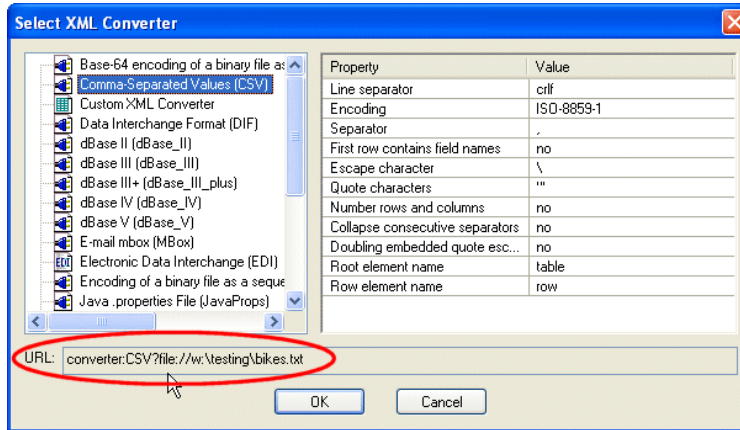 Select XML Converter
Base-64 encoding of a binary file as
Comma-Separated Values (CSV)
Custom XML Converter
Data Interchange Format (DIF)
dBase II (dBase_II)
dBase III (dBase_III)
dBase III+ (dBase_III_plus)
dBase IV (dBase_IV)
dBase V (dBase_V)
E-mail mbox (MBox)
EDI Electronic Data Interchange (EDI)
Encoding of a binary file as a seque
Java .properties File (JavaProps)
Property Value
Line separator crlf
Encoding ISO-8859-1
Separator ,
First row contains field names no
Escape character \
Quote characters '"
Number rows and columns no
Collapse consecutive separators no
Doubling embedded quote esc... no
Root element name table
Row element name row
URL: converter:CSV?file://w:\testing\bikes.txt
OK Cancel